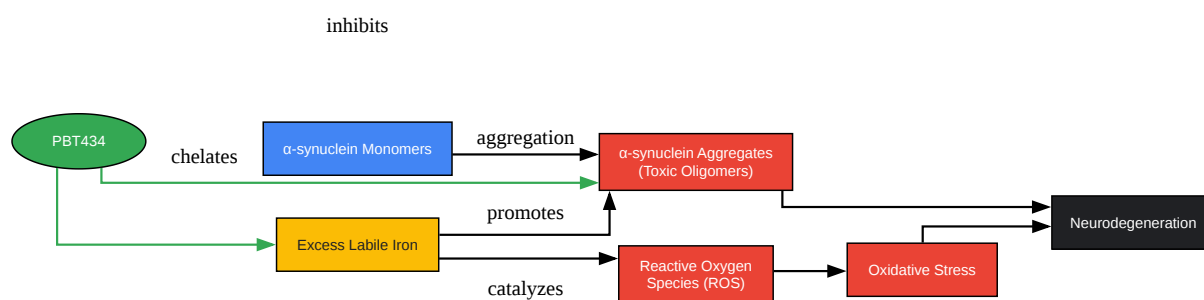 inhibits
PBT434
chelates
α-synuclein Monomers
aggregation
α-synuclein Aggregates
(Toxic Oligomers)
promotes
Excess Labile Iron
catalyzes
Reactive Oxygen
Species (ROS)
Oxidative Stress
Neurodegeneration